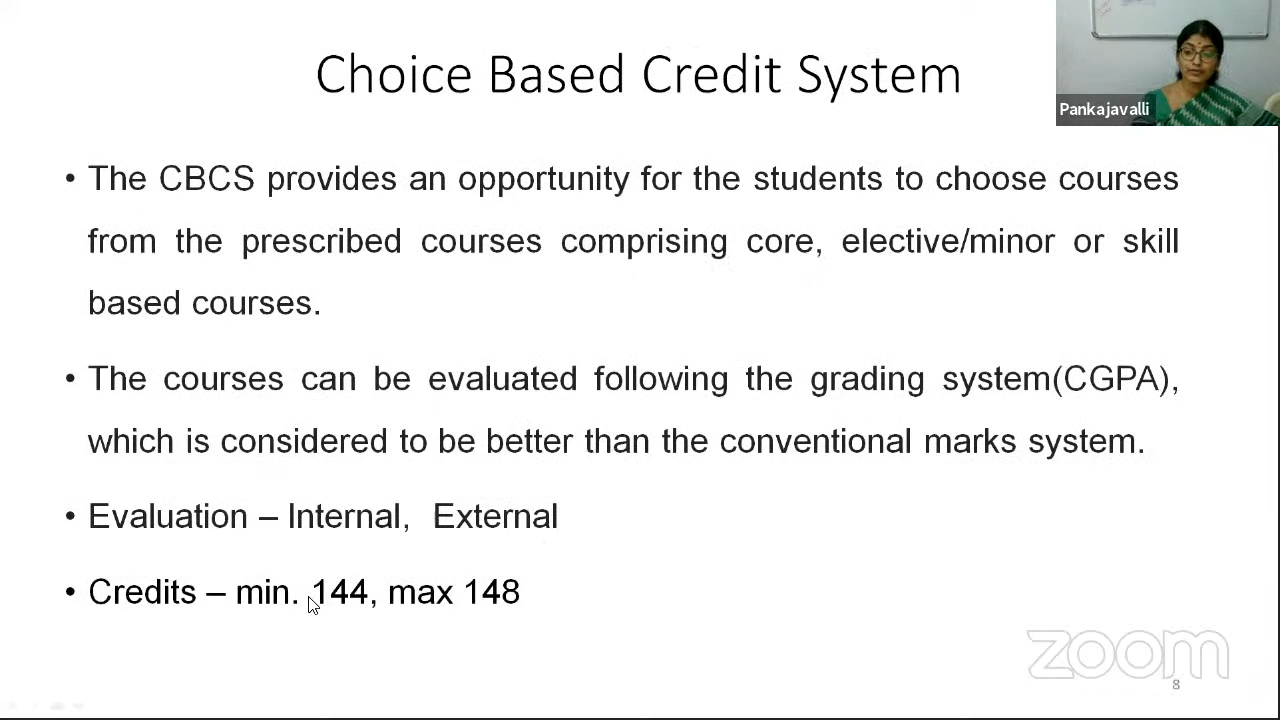 Choice Based Credit System
Pankajavalli
• The CBCS provides an opportunity for the students to choose courses
from the prescribed courses comprising core, elective/minor or skill
based courses.
• The courses can be evaluated following the grading system(CGPA),
which is considered to be better than the conventional marks system.
• Evaluation – Internal, External
• Credits – min. 144, max 148
zoom
8